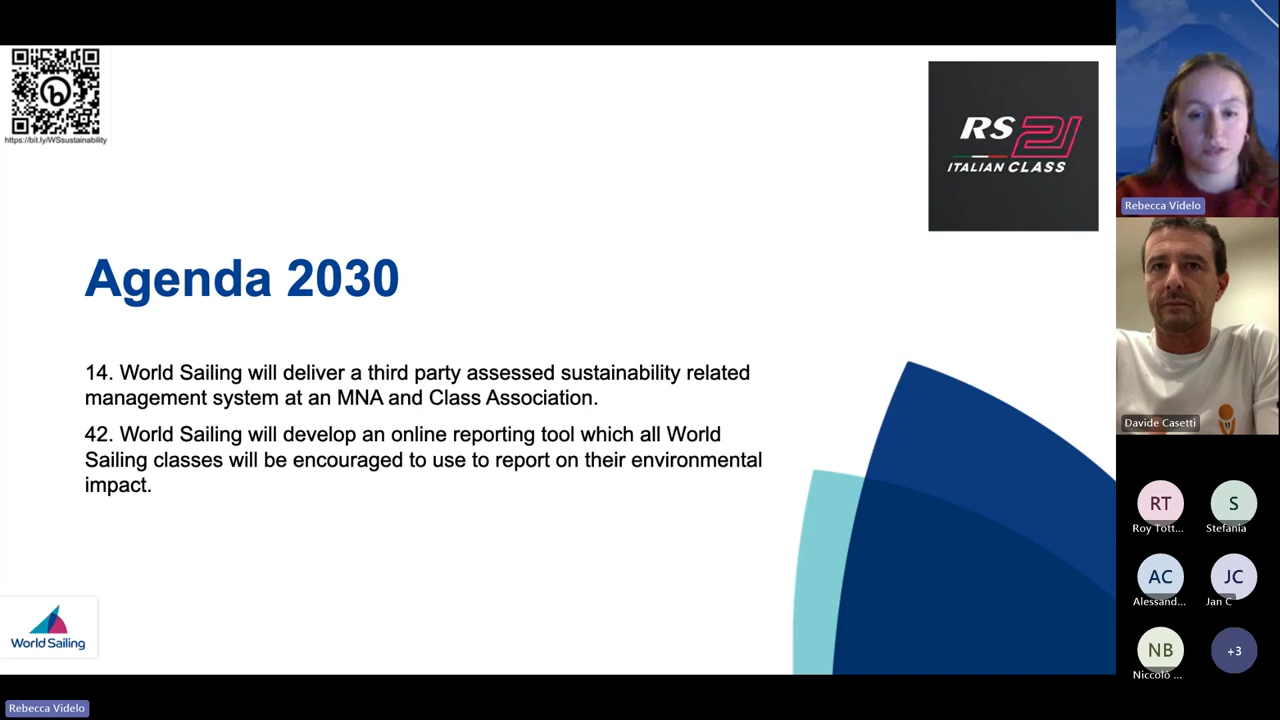 https://bit.ly/WSsustainability
RS 21
ITALIAN CLASS
Agenda 2030
14. World Sailing will deliver a third party assessed sustainability related
management system at an MNA and Class Association.
42. World Sailing will develop an online reporting tool which all World
Sailing classes will be encouraged to use to report on their environmental
impact.
World Sailing
Rebecca Videlo
Rebecca Videlo
Davide Casetti
RT
S
Roy Tott...
Stefania
AC
JC
Alessand...
Jan C
NB
+3
Niccolò ...